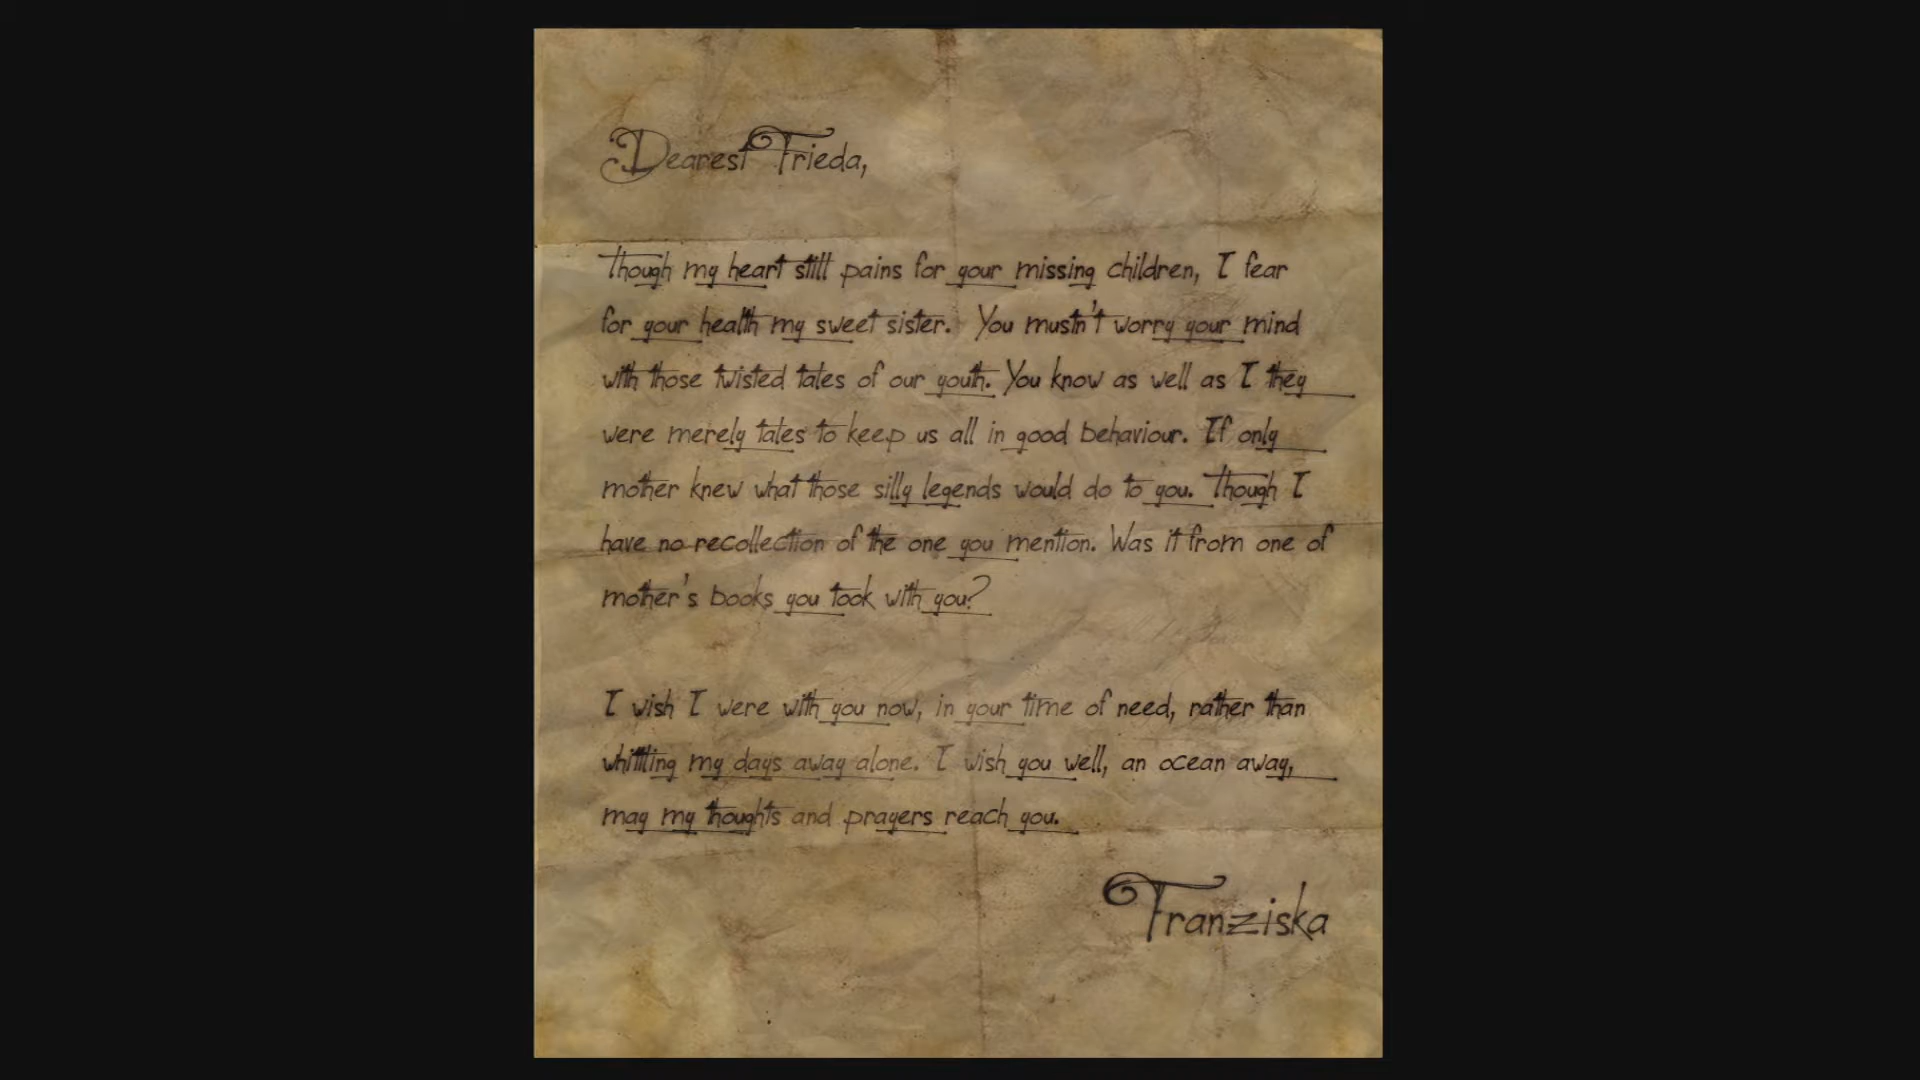 Dearest Frieda,
Though my heart still pains for your missing children, I fear
for your health my sweet sister. You mustn't worry your mind
with those twisted tales of our youth. You know as well as I they
were merely tales to keep us all in good behaviour. If only
mother knew what those silly legends would do to you. Though I
have no recollection of the one you mention. Was it from one of
mother's books you took with you?
I wish I were with you now, in your time of need, rather than
whittling my days away alone. I wish you well, an ocean away,
may my thoughts and prayers reach you.
Franziska